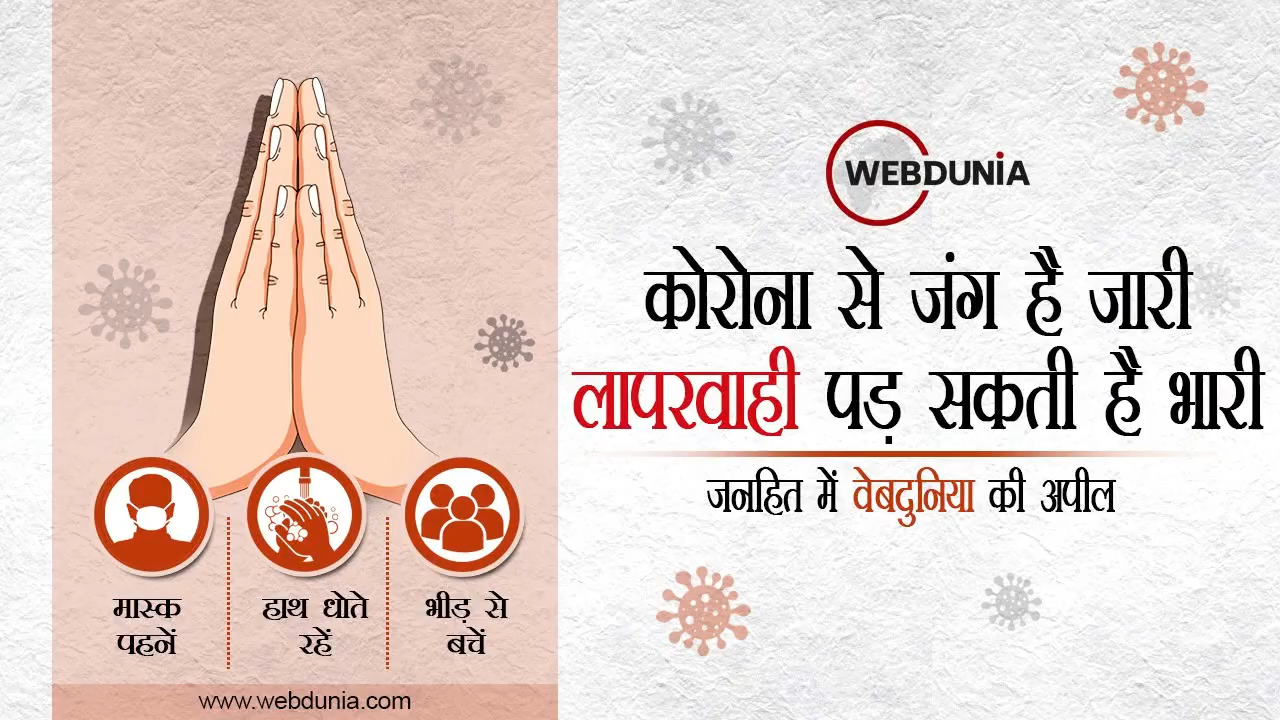 WEBDUNIA
कोरोना से जंग है जारी
लापरवाही पड़ सकती है भारी
जनहित में वेबदुनिया की अपील
मास्क
पहनें
हाथ धोते
रहें
भीड़ से
बचें
www.webdunia.com